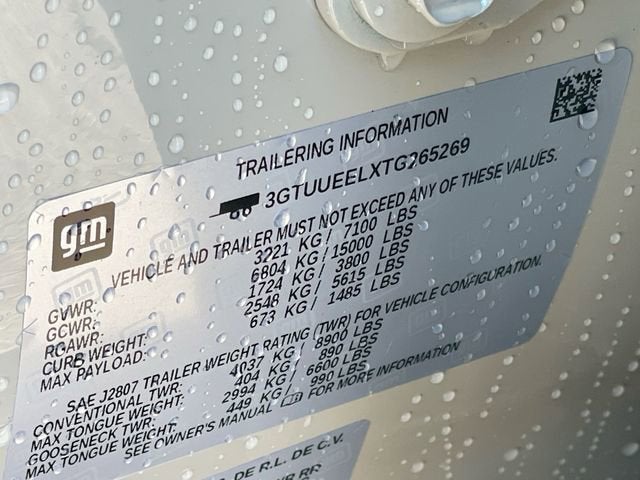 TRAILERING INFORMATION
3GTUUEELXTG265269
gm
VEHICLE AND TRAILER MUST NOT EXCEED ANY OF THESE VALUES.
GVWR: 3221 KG/ 7100 LBS
GCWR: 6804 KG/ 15000 LBS
RGAWR: 1724 KG/ 3800 LBS
CURB WEIGHT: 2548 KG/ 5615 LBS
MAX PAYLOAD: 673 KG/ 1485 LBS
SAE J2807 TRAILER WEIGHT RATING (TWR) FOR VEHICLE CONFIGURATION.
CONVENTIONAL TWR: 4037 KG/ 8900 LBS
MAX TONGUE WEIGHT: 404 KG/ 890 LBS
GOOSENECK TWR: 2994 KG/ 6600 LBS
MAX TONGUE WEIGHT: 449 KG/ 990 LBS
SEE OWNER'S MANUAL FOR MORE INFORMATION
DE R.L. DE C.V.
RR